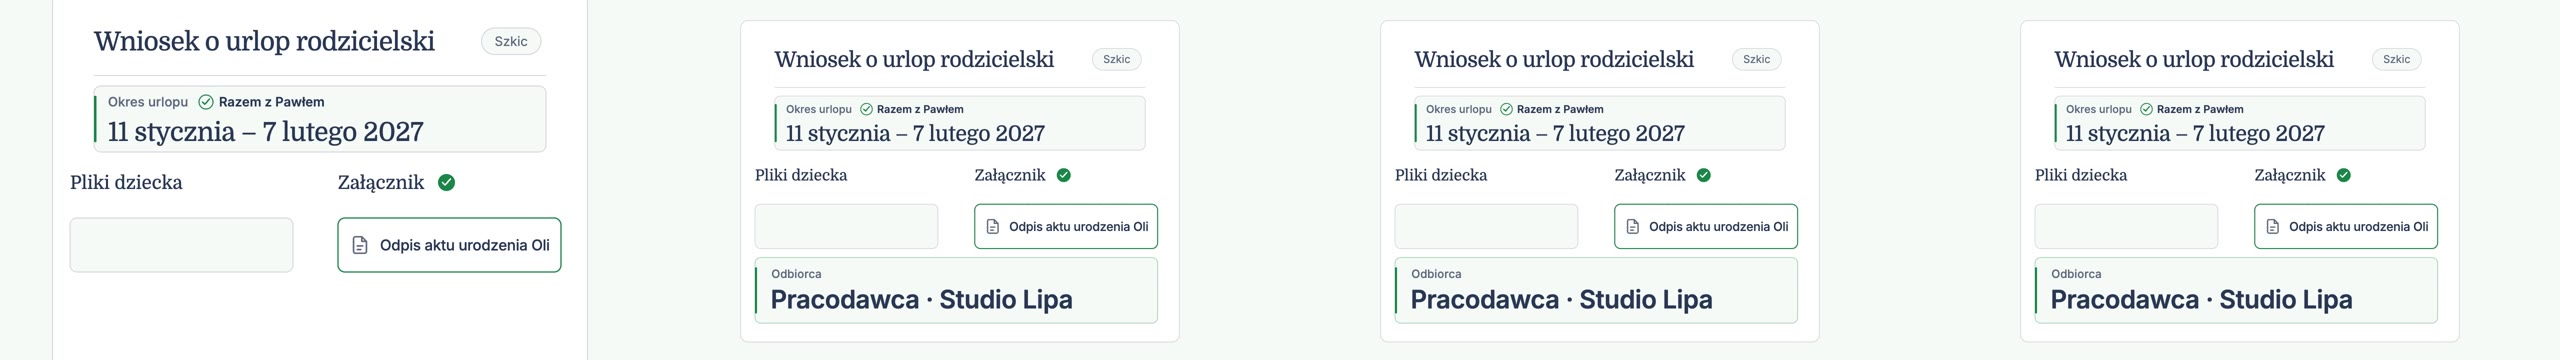 Wniosek o urlop rodzicielski
Szkic
Okres urlopu Razem z Pawłem
11 stycznia – 7 lutego 2027
Pliki dziecka
Załącznik
Odpis aktu urodzenia Oli
Wniosek o urlop rodzicielski
Szkic
Okres urlopu Razem z Pawłem
11 stycznia – 7 lutego 2027
Pliki dziecka
Załącznik
Odpis aktu urodzenia Oli
Odbiorca
Pracodawca · Studio Lipa
Wniosek o urlop rodzicielski
Szkic
Okres urlopu Razem z Pawłem
11 stycznia – 7 lutego 2027
Pliki dziecka
Załącznik
Odpis aktu urodzenia Oli
Odbiorca
Pracodawca · Studio Lipa
Wniosek o urlop rodzicielski
Szkic
Okres urlopu Razem z Pawłem
11 stycznia – 7 lutego 2027
Pliki dziecka
Załącznik
Odpis aktu urodzenia Oli
Odbiorca
Pracodawca · Studio Lipa